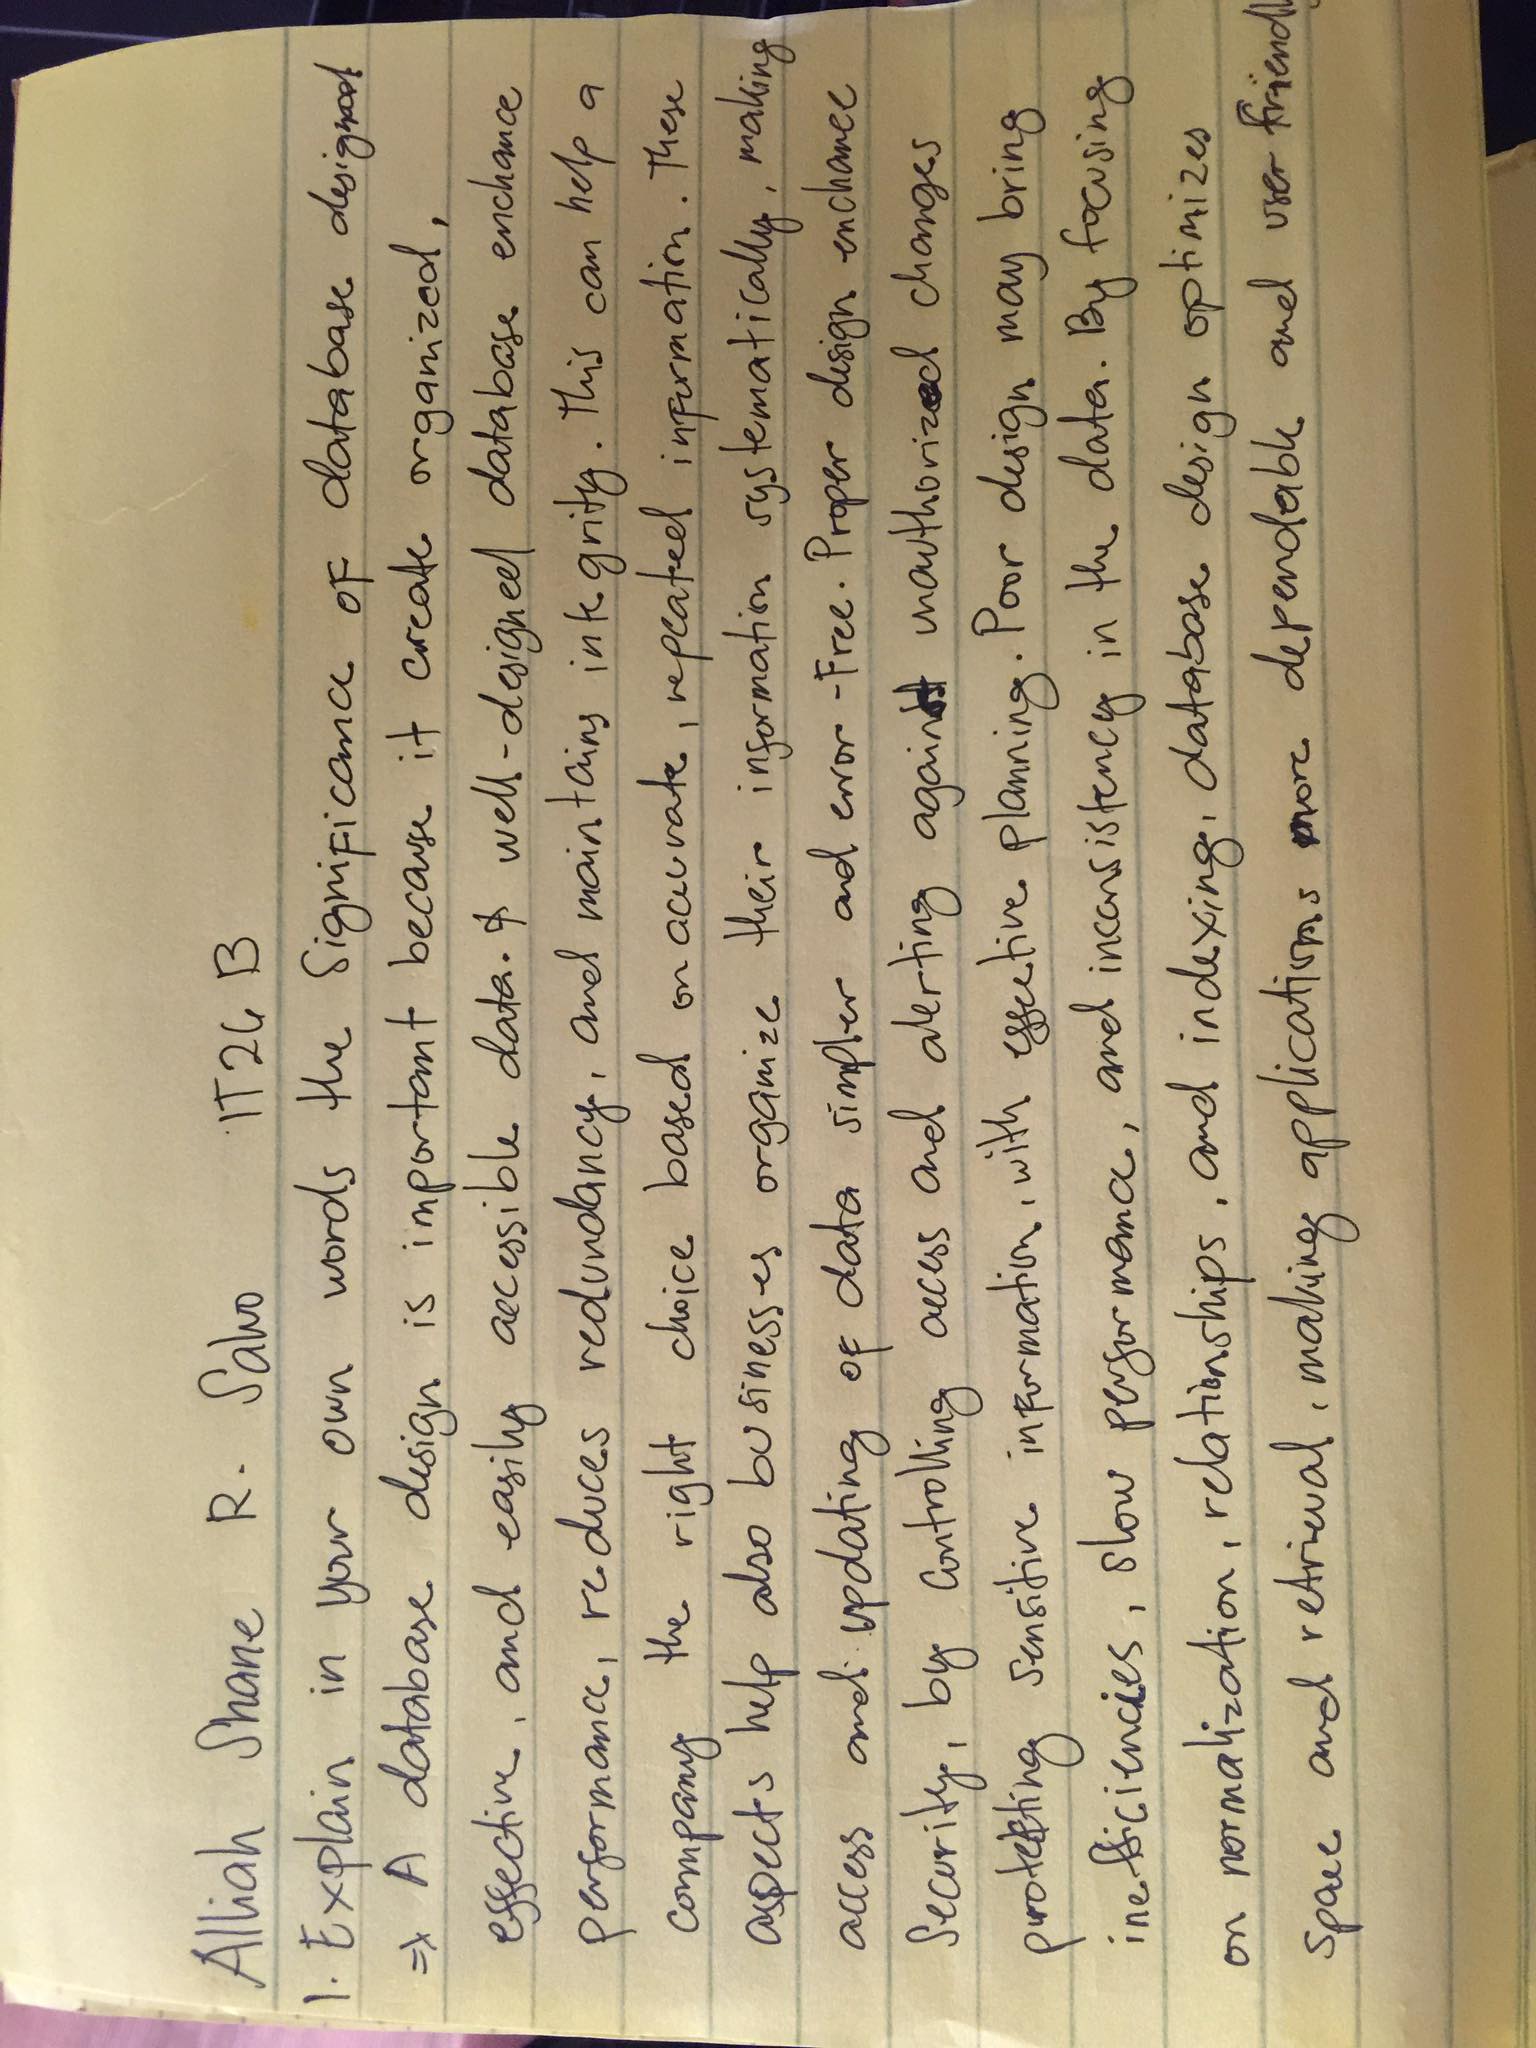 Alliah Shane R. Salvo IT26 B
1. Explain in your own words the Significance of database design
=> A database design is important because it create organized,
effective, and easily accessible data. & well-designed database enchance
performance, reduces redundancy, and maintains integrity. This can help a
company the right choice based on accurate, repeated information. These
aspects help also businesses organize their information systematically, making
access and updating of data simpler and error-free. Proper design enchance
Security, by Controlling access and alerting against unauthorized changes
protecting sensitive information, with effective planning. Poor design may bring
inefficiencies, slow performance, and inconsistency in the data. By focusing
on normalization, relationships, and indexing, database design optimizes
space and retrieval, making applications more dependable and user friendly